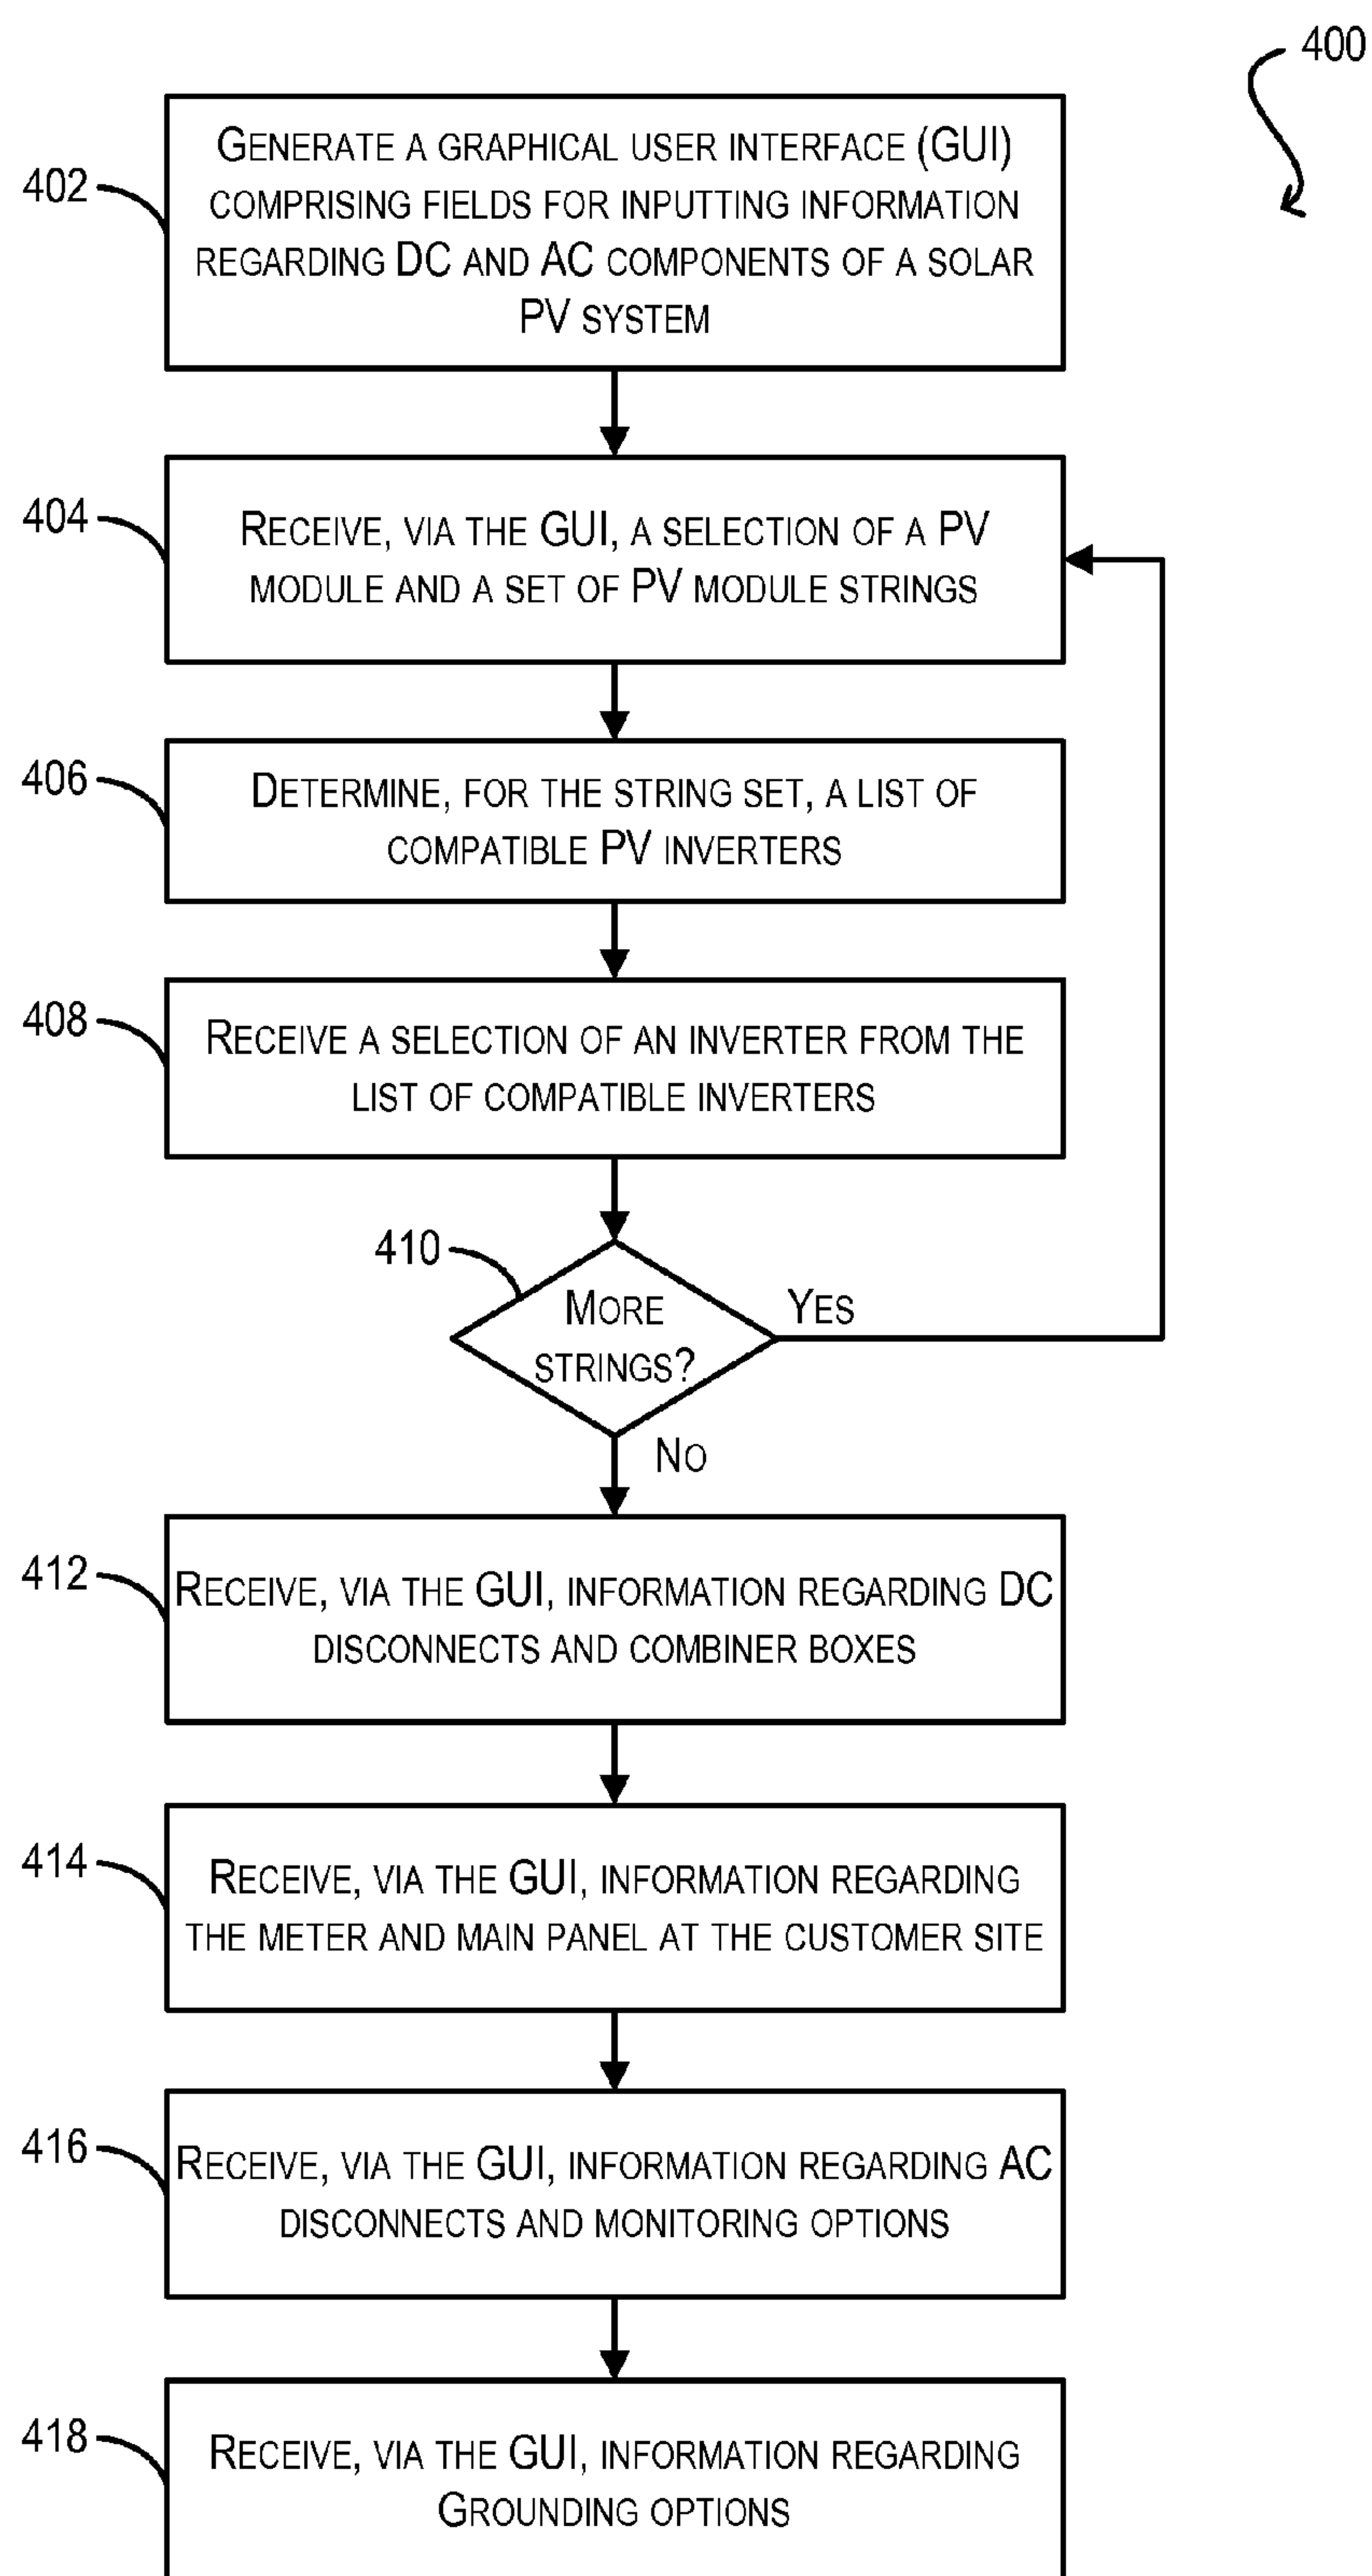 400
402
GENERATE A GRAPHICAL USER INTERFACE (GUI)
COMPRISING FIELDS FOR INPUTTING INFORMATION
REGARDING DC AND AC COMPONENTS OF A SOLAR
PV SYSTEM
404
RECEIVE, VIA THE GUI, A SELECTION OF A PV
MODULE AND A SET OF PV MODULE STRINGS
406
DETERMINE, FOR THE STRING SET, A LIST OF
COMPATIBLE PV INVERTERS
408
RECEIVE A SELECTION OF AN INVERTER FROM THE
LIST OF COMPATIBLE INVERTERS
410
MORE
STRINGS?
YES
NO
412
RECEIVE, VIA THE GUI, INFORMATION REGARDING DC
DISCONNECTS AND COMBINER BOXES
414
RECEIVE, VIA THE GUI, INFORMATION REGARDING
THE METER AND MAIN PANEL AT THE CUSTOMER SITE
416
RECEIVE, VIA THE GUI, INFORMATION REGARDING AC
DISCONNECTS AND MONITORING OPTIONS
418
RECEIVE, VIA THE GUI, INFORMATION REGARDING
GROUNDING OPTIONS